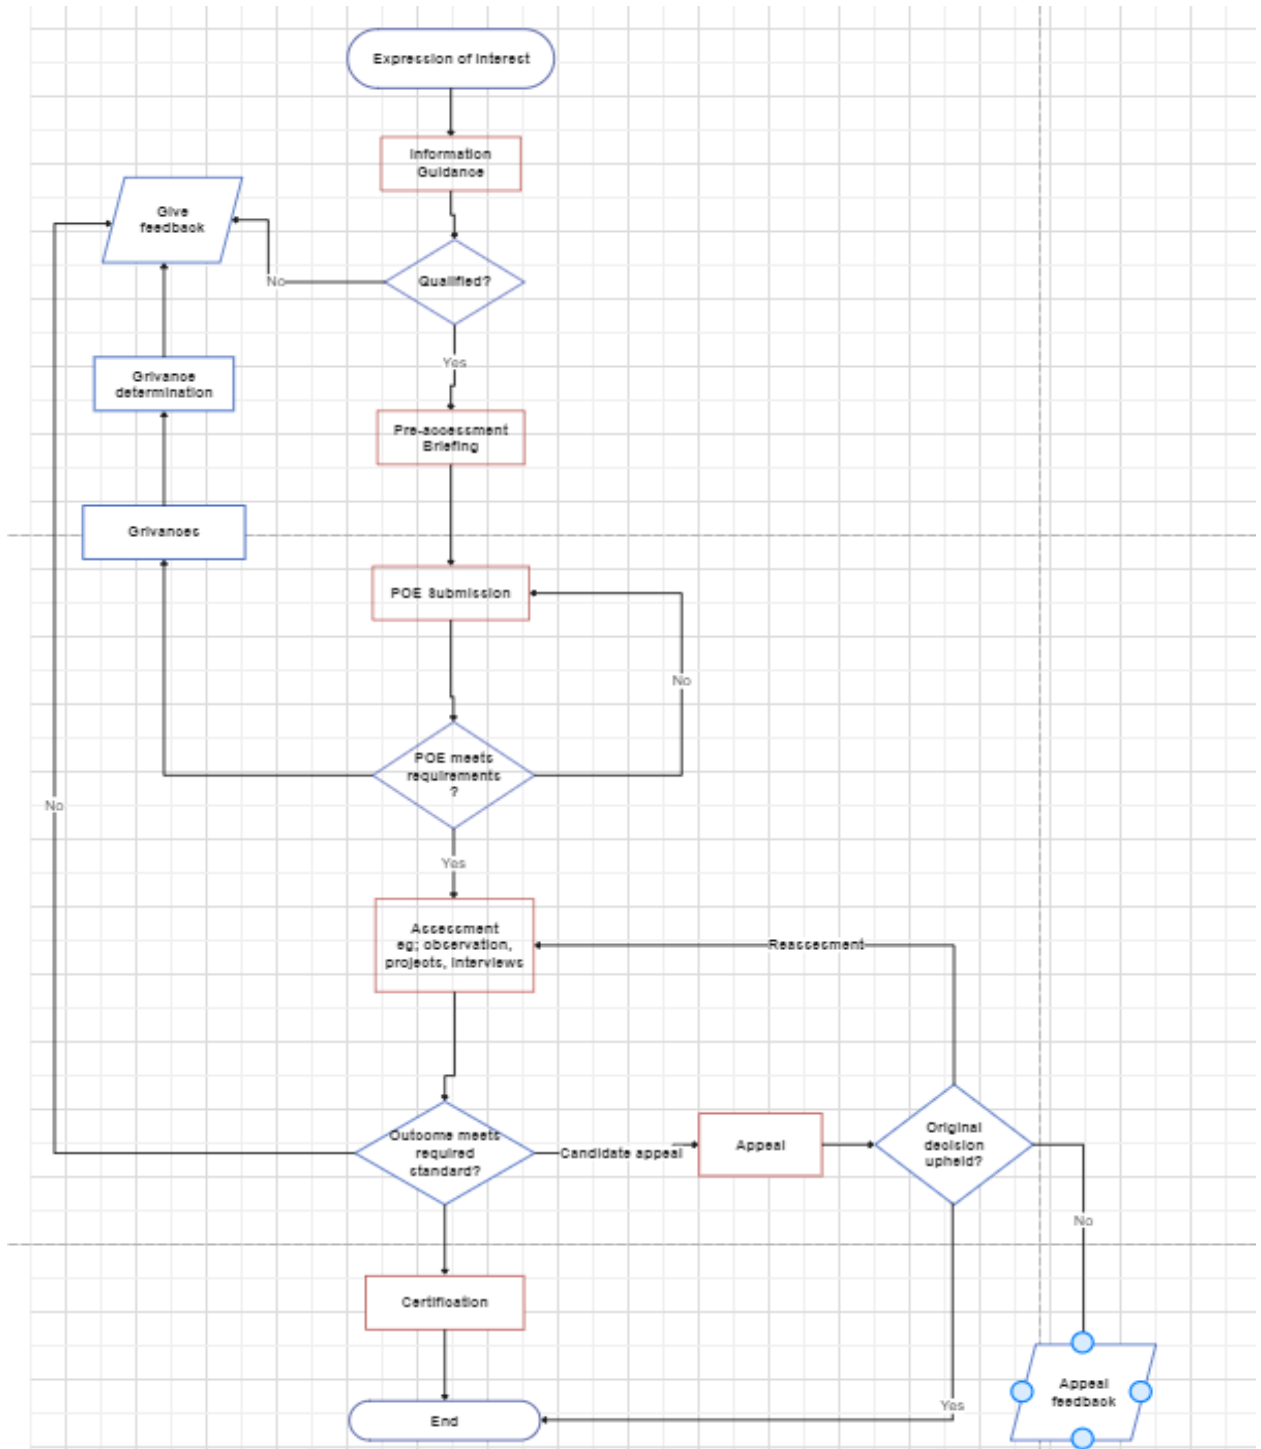 Expression of Interest
Information
Guidance
Give
feedback
Qualified?
No
Yes
Grivance
determination
Pre-assessment
Briefing
Grivances
POE Submission
No
POE meets
requirements
?
No
Yes
Assessment
eg; observation,
projects, interviews
Reassesment
Outcome meets
required
standard?
Candidate appeal
Appeal
Original
decision
upheld?
No
Certification
Appeal
feedback
Yes
End